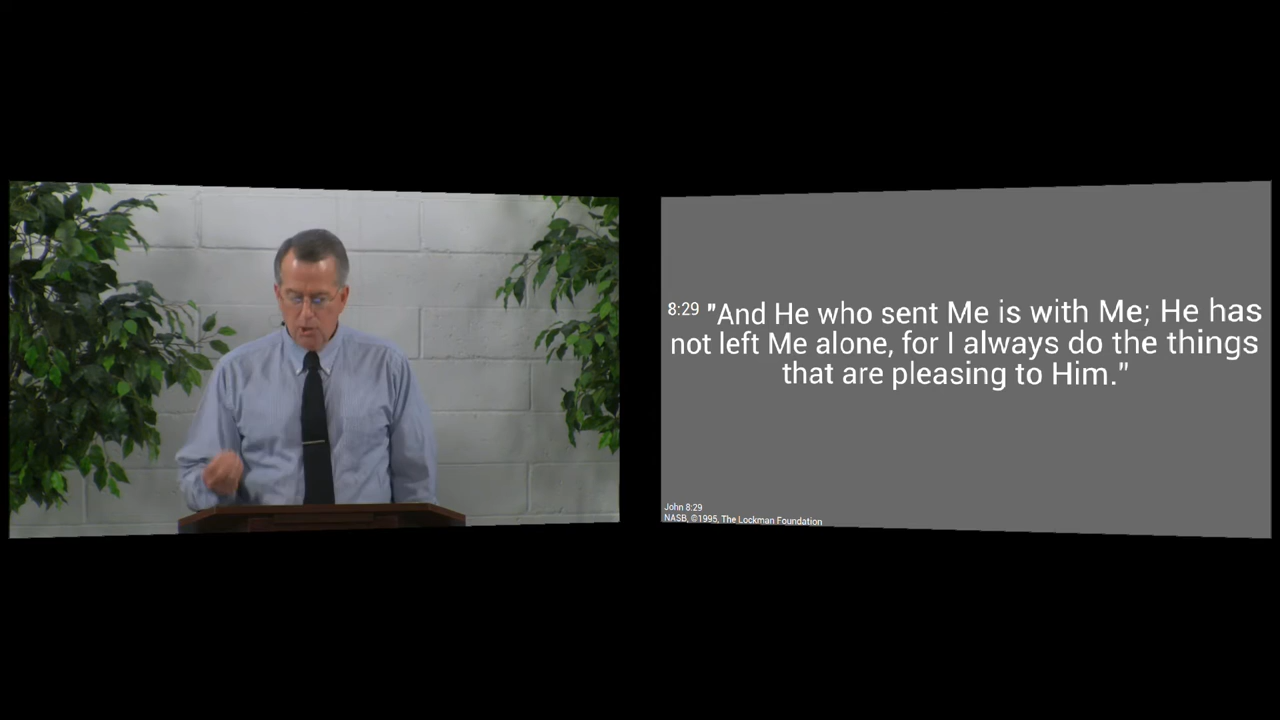 8:29 "And He who sent Me is with Me; He has
not left Me alone, for I always do the things
that are pleasing to Him."
John 8:29
NASB, ©1995, The Lockman Foundation